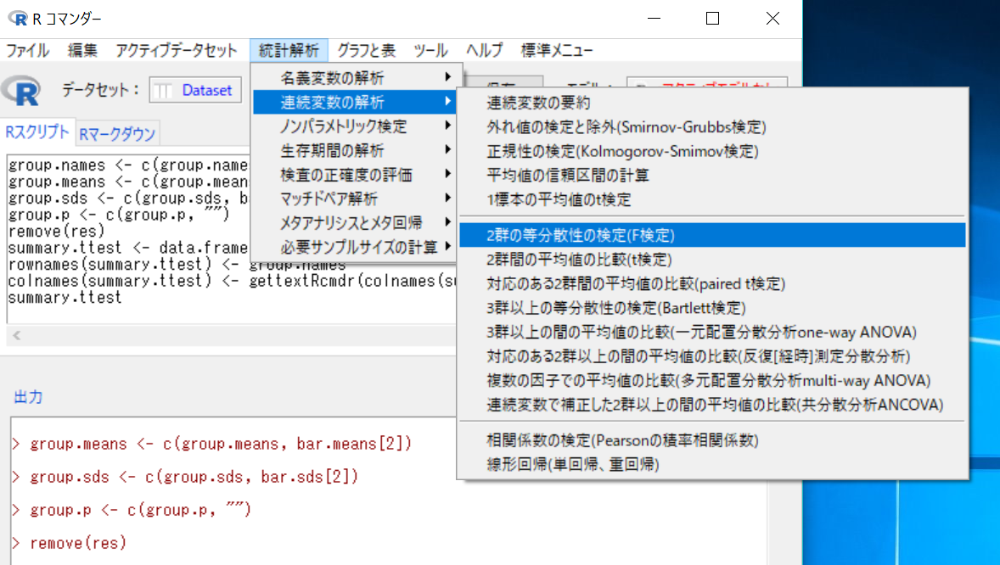 R コマンダー
ファイル 編集 アクティブデータセット 統計解析 グラフと表 ツール ヘルプ 標準メニュー
データセット: Dataset
Rスクリプト Rマークダウン
group.names <- c(group.name
group.means <- c(group.mean
group.sds <- c(group.sds, b
group.p <- c(group.p, "")
remove(res)
summary.ttest <- data.frame
rownames(summary.ttest) <- group.names
colnames(summary.ttest) <- gettextRcmdr(colnames(su
summary.ttest
名義変数の解析
連続変数の解析
ノンパラメトリック検定
生存期間の解析
検査の正確度の評価
マッチドペア解析
メタアナリシスとメタ回帰
必要サンプルサイズの計算
連続変数の要約
外れ値の検定と除外(Smirnov-Grubbs検定)
正規性の検定(Kolmogorov-Smirnov検定)
平均値の信頼区間の計算
1標本の平均値のt検定
2群の等分散性の検定(F検定)
2群間の平均値の比較(t検定)
対応のある2群間の平均値の比較(paired t検定)
3群以上の等分散性の検定(Bartlett検定)
3群以上の間の平均値の比較(一元配置分散分析one-way ANOVA)
対応のある2群以上の間の平均値の比較(反復[経時]測定分散分析)
複数の因子での平均値の比較(多元配置分散分析multi-way ANOVA)
連続変数で補正した2群以上の間の平均値の比較(共分散分析ANCOVA)
相関係数の検定(Pearsonの積率相関係数)
線形回帰(単回帰、重回帰)
出力
> group.means <- c(group.means, bar.means[2])
> group.sds <- c(group.sds, bar.sds[2])
> group.p <- c(group.p, "")
> remove(res)